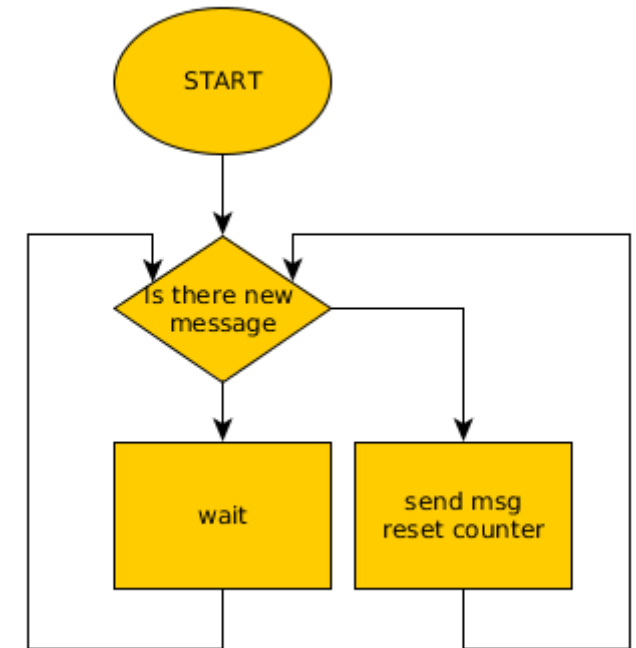 START
Is there new
message
wait
send msg
reset counter